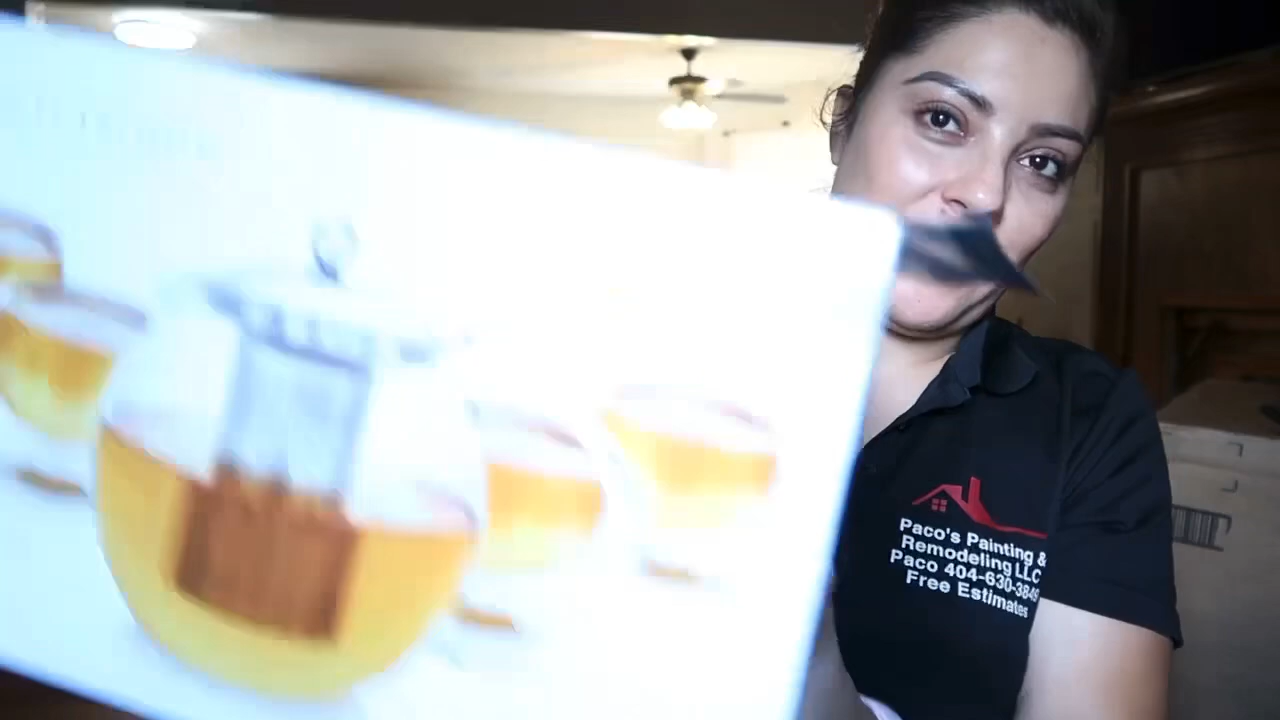 Paco's Painting &
Remodeling LLC
Paco 404-630-3849
Free Estimates